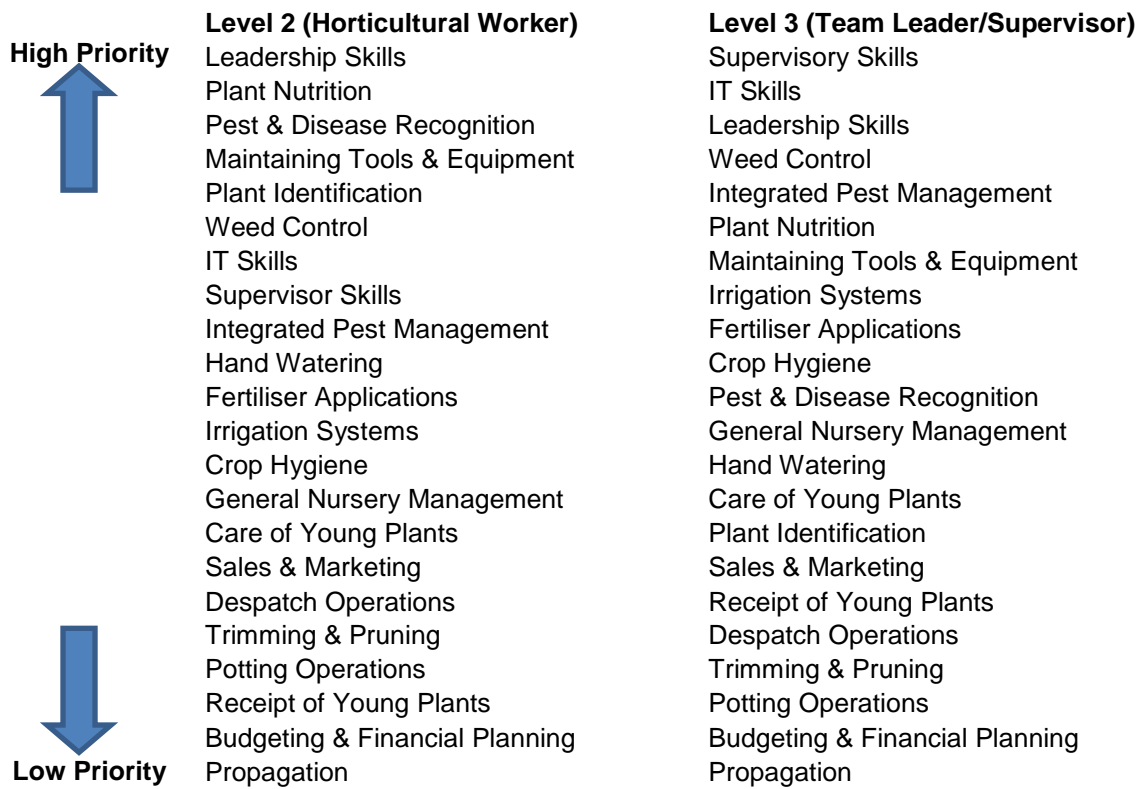 Level 2 (Horticultural Worker) Level 3 (Team Leader/Supervisor)
High Priority Leadership Skills Supervisory Skills
Plant Nutrition IT Skills
Pest & Disease Recognition Leadership Skills
Maintaining Tools & Equipment Weed Control
Plant Identification Integrated Pest Management
Weed Control Plant Nutrition
IT Skills Maintaining Tools & Equipment
Supervisor Skills Irrigation Systems
Integrated Pest Management Fertiliser Applications
Hand Watering Crop Hygiene
Fertiliser Applications Pest & Disease Recognition
Irrigation Systems General Nursery Management
Crop Hygiene Hand Watering
General Nursery Management Care of Young Plants
Care of Young Plants Plant Identification
Sales & Marketing Sales & Marketing
Despatch Operations Receipt of Young Plants
Trimming & Pruning Despatch Operations
Potting Operations Trimming & Pruning
Receipt of Young Plants Potting Operations
Budgeting & Financial Planning Budgeting & Financial Planning
Low Priority Propagation Propagation